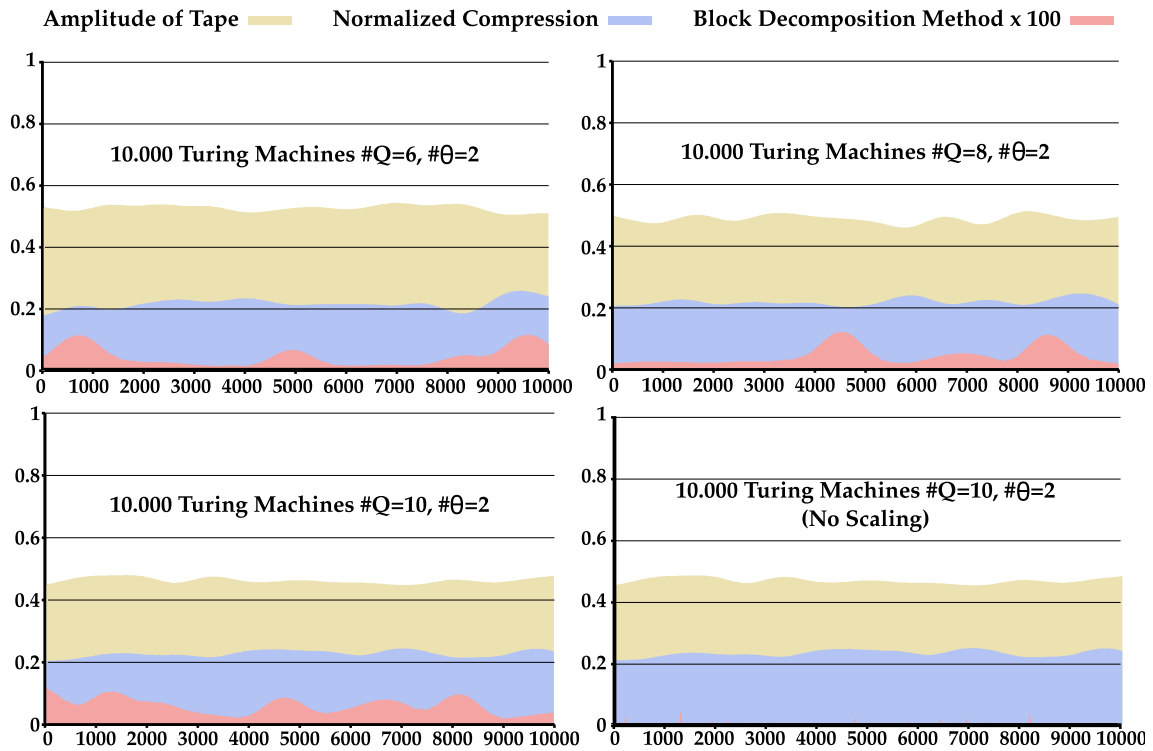 Amplitude of Tape Normalized Compression Block Decomposition Method x 100
1
0.8
10.000 Turing Machines #Q=6, #θ=2
0.6
0.4
0.2
0
0 1000 2000 3000 4000 5000 6000 7000 8000 9000 10000
1
0.8
10.000 Turing Machines #Q=8, #θ=2
0.6
0.4
0.2
0
0 1000 2000 3000 4000 5000 6000 7000 8000 9000 10000
1
0.8
10.000 Turing Machines #Q=10, #θ=2
0.6
0.4
0.2
0
0 1000 2000 3000 4000 5000 6000 7000 8000 9000 10000
1
0.8
10.000 Turing Machines #Q=10, #θ=2
(No Scaling)
0.6
0.4
0.2
0
0 1000 2000 3000 4000 5000 6000 7000 8000 9000 10000